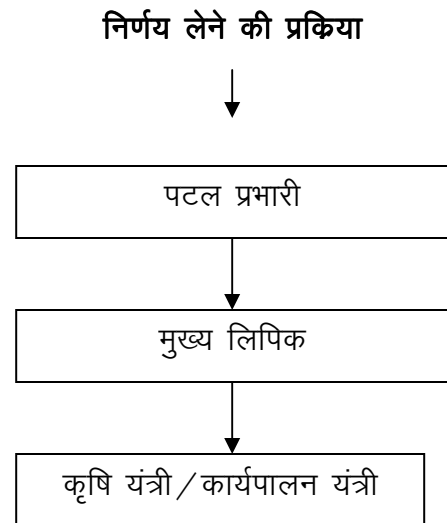 निर्णय लेने की प्रक्रिया
पटल प्रभारी
मुख्य लिपिक
कृषि यंत्री/कार्यपालन यंत्री